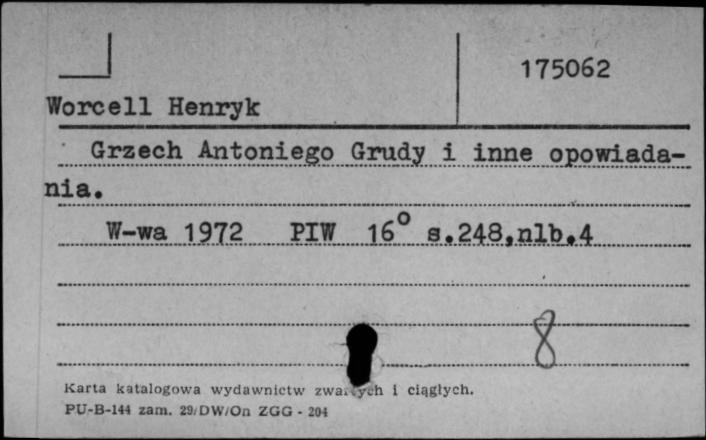 175062
Worcell Henryk
Grzech Antoniego Grudy i inne opowiada-
nia.
W-wa 1972 PIW 16° s.248,nlb.4
8
Karta katalogowa wydawnictw i ciągłych.
PU-B-144 zam. 29/DW/On ZGG - 204